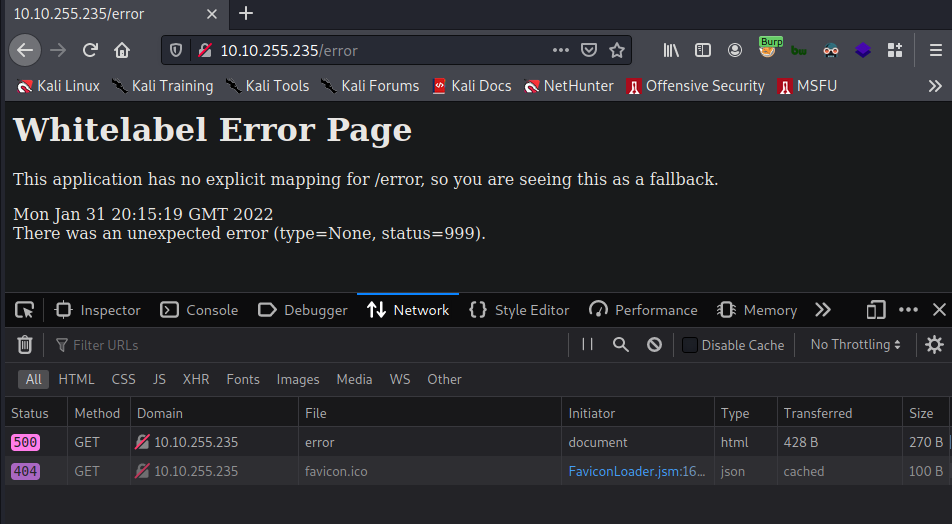 10.10.255.235/error
10.10.255.235/error
Burp
Kali Linux Kali Training Kali Tools Kali Forums Kali Docs NetHunter Offensive Security MSFU
Whitelabel Error Page
This application has no explicit mapping for /error, so you are seeing this as a fallback.
Mon Jan 31 20:15:19 GMT 2022
There was an unexpected error (type=None, status=999).
Inspector Console Debugger Network Style Editor Performance Memory
Filter URLs Disable Cache No Throttling
All HTML CSS JS XHR Fonts Images Media WS Other
Status Method Domain File Initiator Type Transferred Size
500 GET 10.10.255.235 error document html 428 B 270 B
404 GET 10.10.255.235 favicon.ico FaviconLoader.jsm:16... json cached 100 B